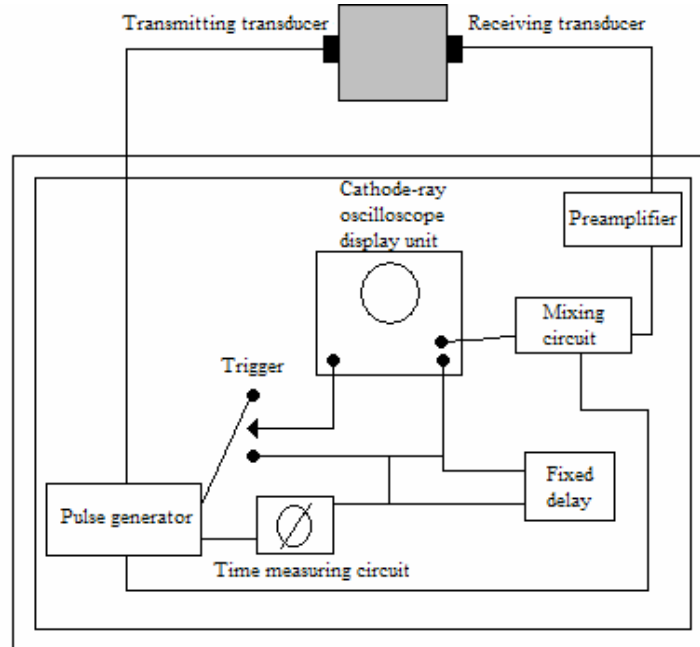 Transmitting transducer
Receiving transducer
Cathode-ray
oscilloscope
display unit
Preamplifier
Mixing
circuit
Trigger
Fixed
delay
Pulse generator
Time measuring circuit